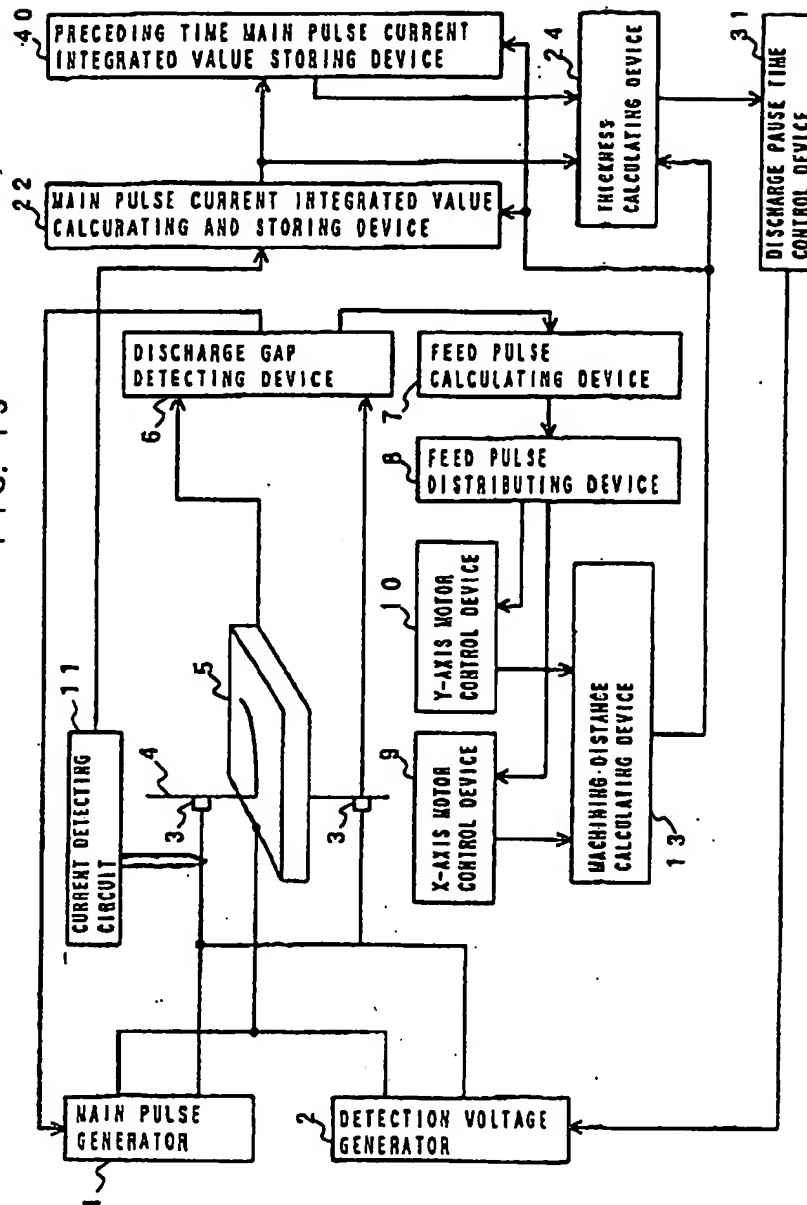 FIG.
CURRENT DETECTING
CIRCUIT
11
22
MAIN PULSE CURRENT INTEGRATED VALUE
CALCURATING AND STORING DEVICE
40
PRECEDING TIME MAIN PULSE CURRENT
INTEGRATED VALUE STORING DEVICE
MAIN PULSE
GENERATOR
1
2
DETECTION VOLTAGE
GENERATOR
3
4
5
3
DISCHARGE GAP
DETECTING DEVICE
6
FEED PULSE
CALCULATING DEVICE
7
8
FEED PULSE
DISTRIBUTING DEVICE
9
X-AXIS MOTOR
CONTROL DEVICE
10
Y-AXIS MOTOR
CONTROL DEVICE
MACHINING-DISTANCE
CALCULATING DEVICE
13
24
THICKNESS
CALCULATING DEVICE
31
DISCHARGE PAUSE TIME
CONTROL DEVICE